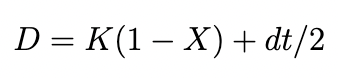 D = K(1 − X) + dt/2